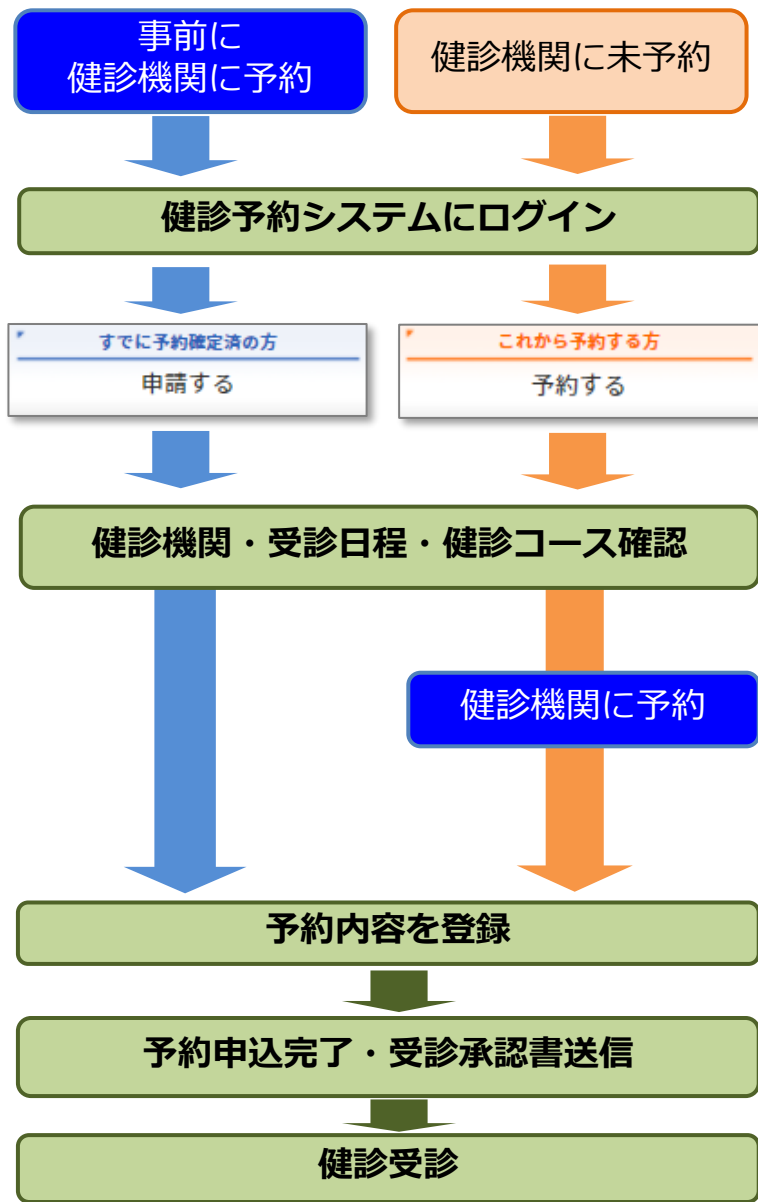 事前に
健診機関に予約
健診機関に未予約
健診予約システムにログイン
すでに予約確定済の方
申請する
これから予約する方
予約する
健診機関・受診日程・健診コース確認
健診機関に予約
予約内容を登録
予約申込完了・受診承認書送信
健診受診